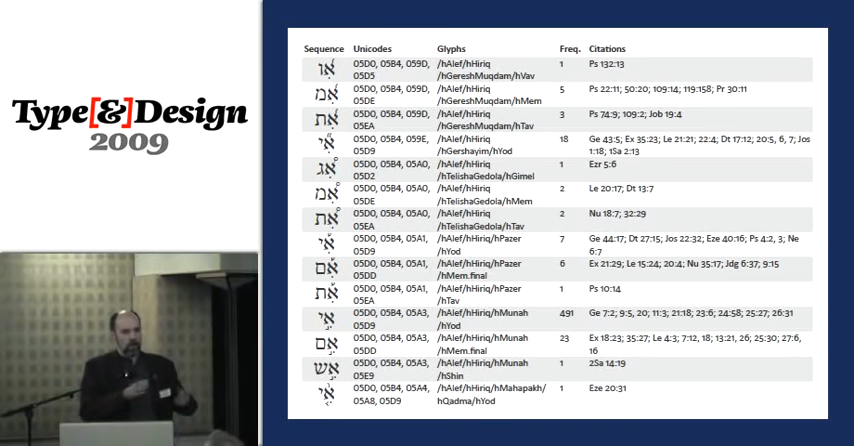 Type[&]Design
2009
Sequence Unicodes Glyphs Freq. Citations
אִ֝ו 05D0, 05B4, 059D, /hAlef/hHiriq 1 Ps 132:13
05D5 /hGereshMuqdam/hVav
אִ֝מ 05D0, 05B4, 059D, /hAlef/hHiriq 5 Ps 22:11; 50:20; 109:14; 119:158; Pr 30:11
05DE /hGereshMuqdam/hMem
אִ֝ת 05D0, 05B4, 059D, /hAlef/hHiriq 3 Ps 74:9; 109:2; Job 19:4
05EA /hGereshMuqdam/hTav
אִ֞י 05D0, 05B4, 059E, /hAlef/hHiriq 18 Ge 43:5; Ex 35:23; Le 21:21; 22:4; Dt 17:12; 20:5, 6, 7; Jos
05D9 /hGershayim/hYod 1:18; 1Sa 2:13
אִ֠ג 05D0, 05B4, 05A0, /hAlef/hHiriq 1 Ezr 5:6
05D2 /hTelishaGedola/hGimel
אִ֠מ 05D0, 05B4, 05A0, /hAlef/hHiriq 2 Le 20:17; Dt 13:7
05DE /hTelishaGedola/hMem
אִ֠ת 05D0, 05B4, 05A0, /hAlef/hHiriq 2 Nu 18:7; 32:29
05EA /hTelishaGedola/hTav
אִ֡י 05D0, 05B4, 05A1, /hAlef/hHiriq/hPazer 7 Ge 44:17; Dt 27:15; Jos 22:32; Eze 40:16; Ps 4:2, 3; Ne
05D9 /hYod 6:7
אִ֡ם 05D0, 05B4, 05A1, /hAlef/hHiriq/hPazer 6 Ex 21:29; Le 15:24; 20:4; Nu 35:17; Jdg 6:37; 9:15
05DD /hMem.final
אִ֡ת 05D0, 05B4, 05A1, /hAlef/hHiriq/hPazer 1 Ps 10:14
05EA /hTav
אִ֣י 05D0, 05B4, 05A3, /hAlef/hHiriq/hMunah 491 Ge 7:2; 9:5, 20; 11:3; 21:18; 23:6; 24:58; 25:27; 26:31
05D9 /hYod
אִ֣ם 05D0, 05B4, 05A3, /hAlef/hHiriq/hMunah 23 Ex 18:23; 35:27; Le 4:3; 7:12, 18; 13:21, 26; 25:30; 27:6,
05DD /hMem.final 16
אִ֣ש 05D0, 05B4, 05A3, /hAlef/hHiriq/hMunah 1 2Sa 14:19
05E9 /hShin
אִ֤֨י 05D0, 05B4, 05A4, /hAlef/hHiriq/hMahapakh/ 1 Eze 20:31
05A8, 05D9 hQadma/hYod